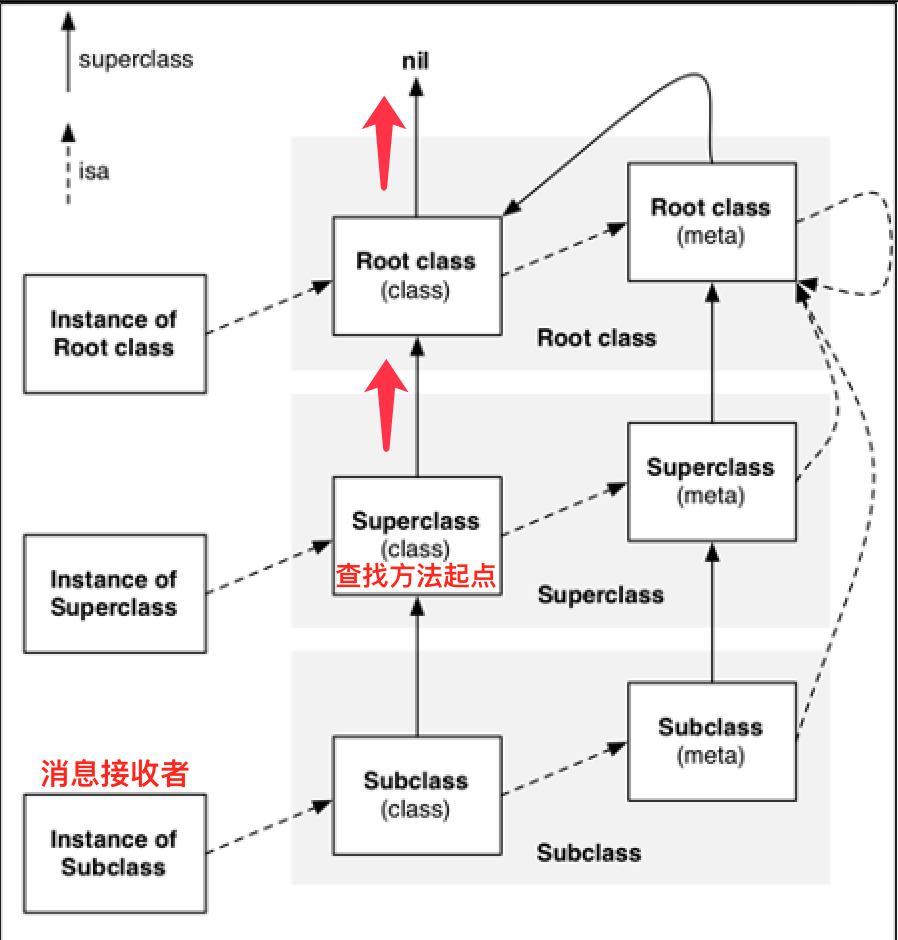 superclass
isa
nil
Root class
(meta)
Root class
(class)
Instance of
Root class
Root class
Superclass
(meta)
Superclass
(class)
查找方法起点
Instance of
Superclass
Superclass
Subclass
(meta)
消息接收者
Subclass
(class)
Instance of
Subclass
Subclass